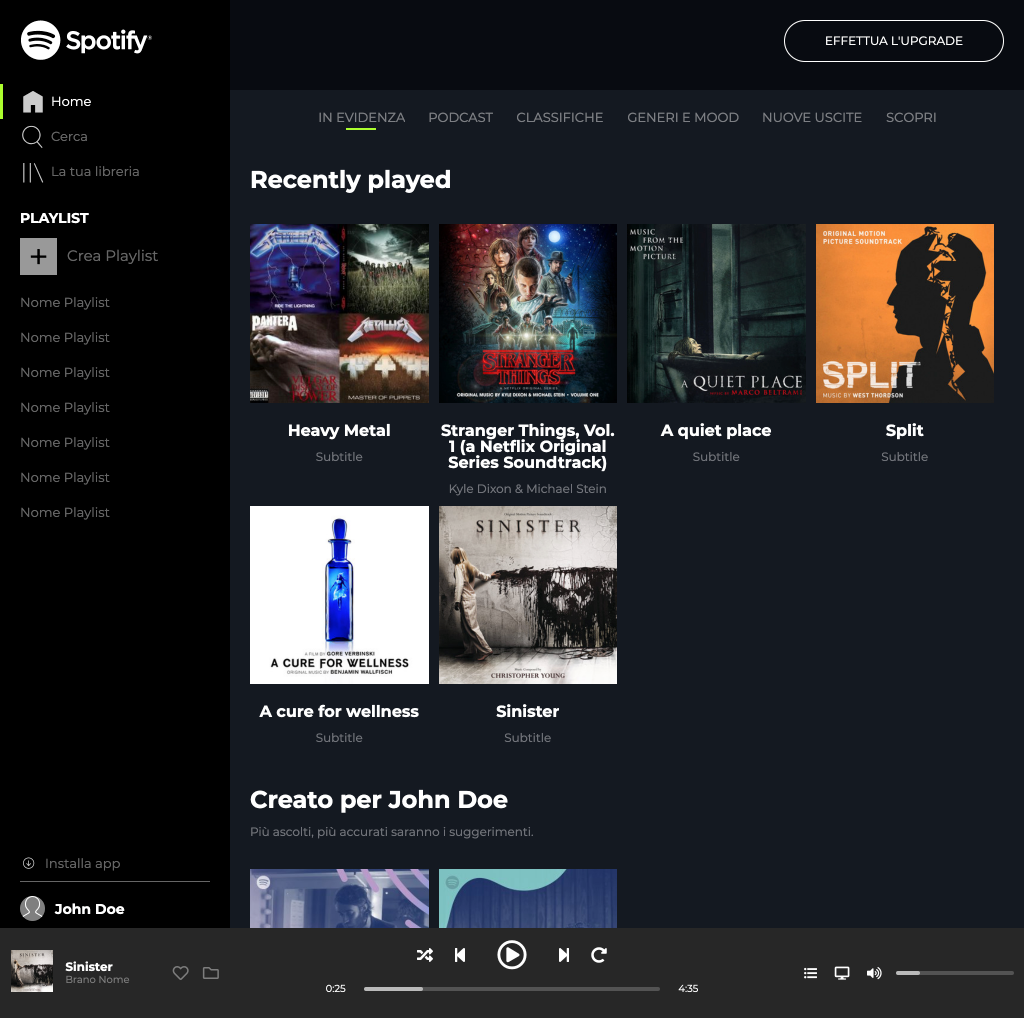 Spotify®
EFFETTUA L'UPGRADE
Home
Cerca
La tua libreria
PLAYLIST
Crea Playlist
Nome Playlist
Nome Playlist
Nome Playlist
Nome Playlist
Nome Playlist
Nome Playlist
Nome Playlist
Installa app
John Doe
IN EVIDENZA PODCAST CLASSIFICHE GENERI E MOOD NUOVE USCITE SCOPRI
Recently played
METALLICA
RIDE THE LIGHTNING
PANTERA
VULGAR
POWER
METALLICA
MASTER OF PUPPETS
Heavy Metal
Subtitle
STRANGER
THINGS
A NETFLIX ORIGINAL SERIES
ORIGINAL MUSIC BY KYLE DIXON & MICHAEL STEIN • VOLUME ONE
Stranger Things, Vol.
1 (a Netflix Original
Series Soundtrack)
Kyle Dixon & Michael Stein
MUSIC
FROM THE
MOTION
PICTURE
A QUIET PLACE
MARCO BELTRAMI
A quiet place
Subtitle
ORIGINAL MOTION
PICTURE SOUNDTRACK
SPLIT
MUSIC BY WEST THORDSON
Split
Subtitle
A FILM BY GORE VERBINSKI
A CURE FOR WELLNESS
ORIGINAL MUSIC BY BENJAMIN WALLFISCH
A cure for wellness
Subtitle
Original Motion Picture Soundtrack
SINISTER
Music Composed by
CHRISTOPHER YOUNG
Sinister
Subtitle
Creato per John Doe
Più ascolti, più accurati saranno i suggerimenti.
SINISTER
Sinister
Brano Nome
0:25
4:35